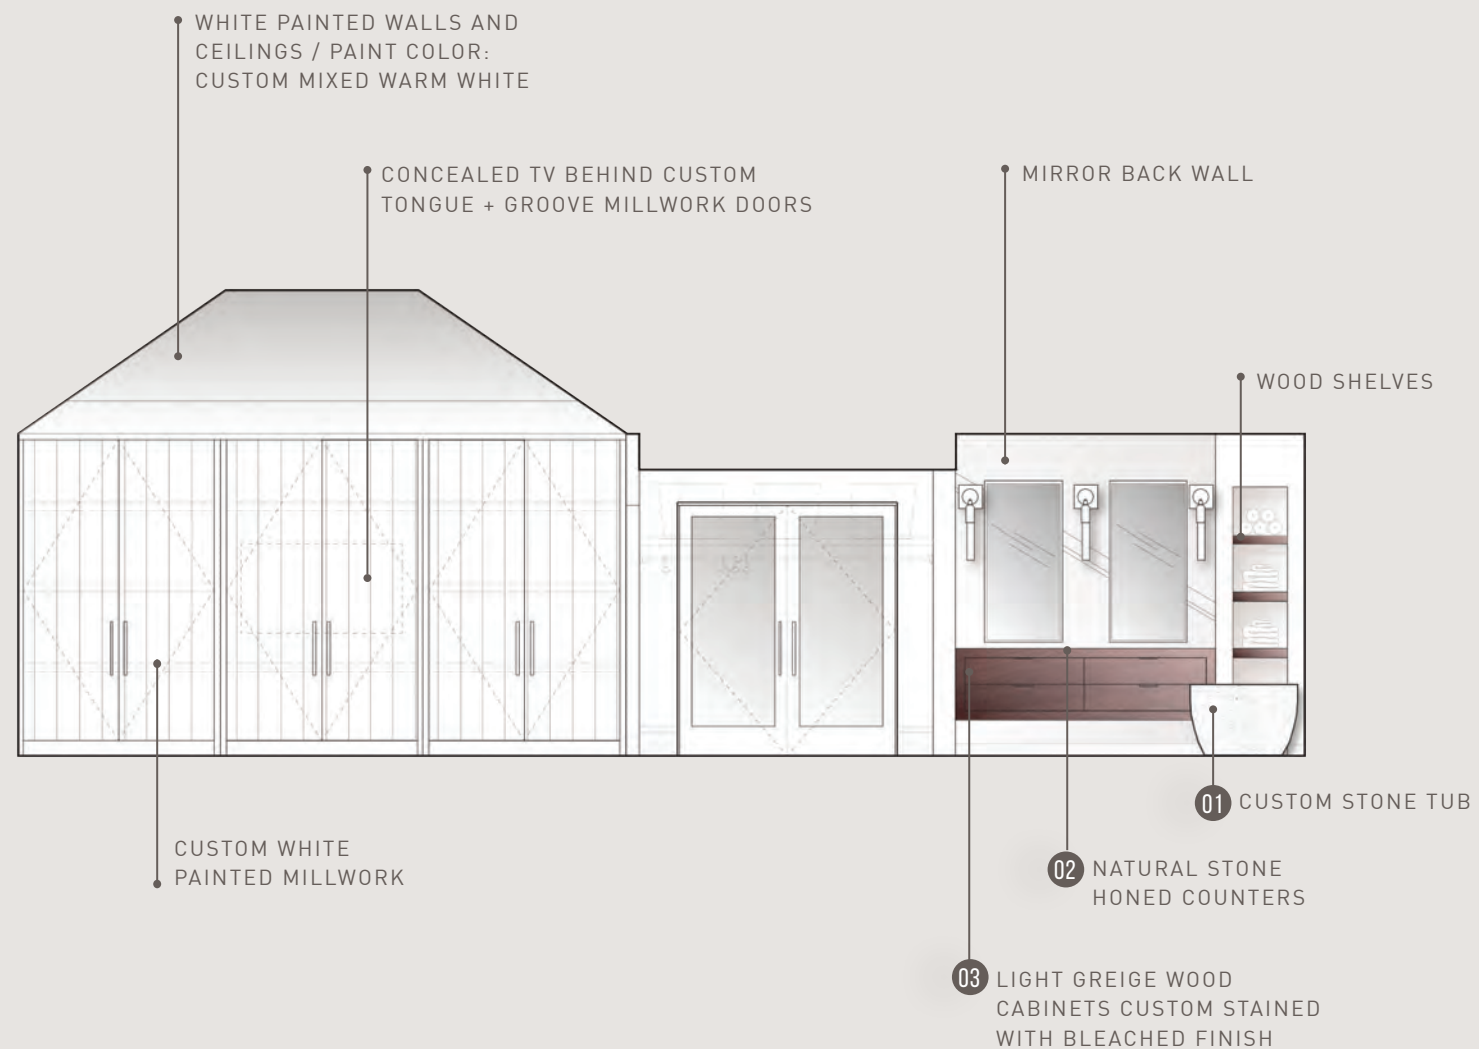 WHITE PAINTED WALLS AND
CEILINGS / PAINT COLOR:
CUSTOM MIXED WARM WHITE
CONCEALED TV BEHIND CUSTOM
TONGUE + GROOVE MILLWORK DOORS
MIRROR BACK WALL
WOOD SHELVES
CUSTOM WHITE
PAINTED MILLWORK
01 CUSTOM STONE TUB
02 NATURAL STONE
HONED COUNTERS
03 LIGHT GREIGE WOOD
CABINETS CUSTOM STAINED
WITH BLEACHED FINISH